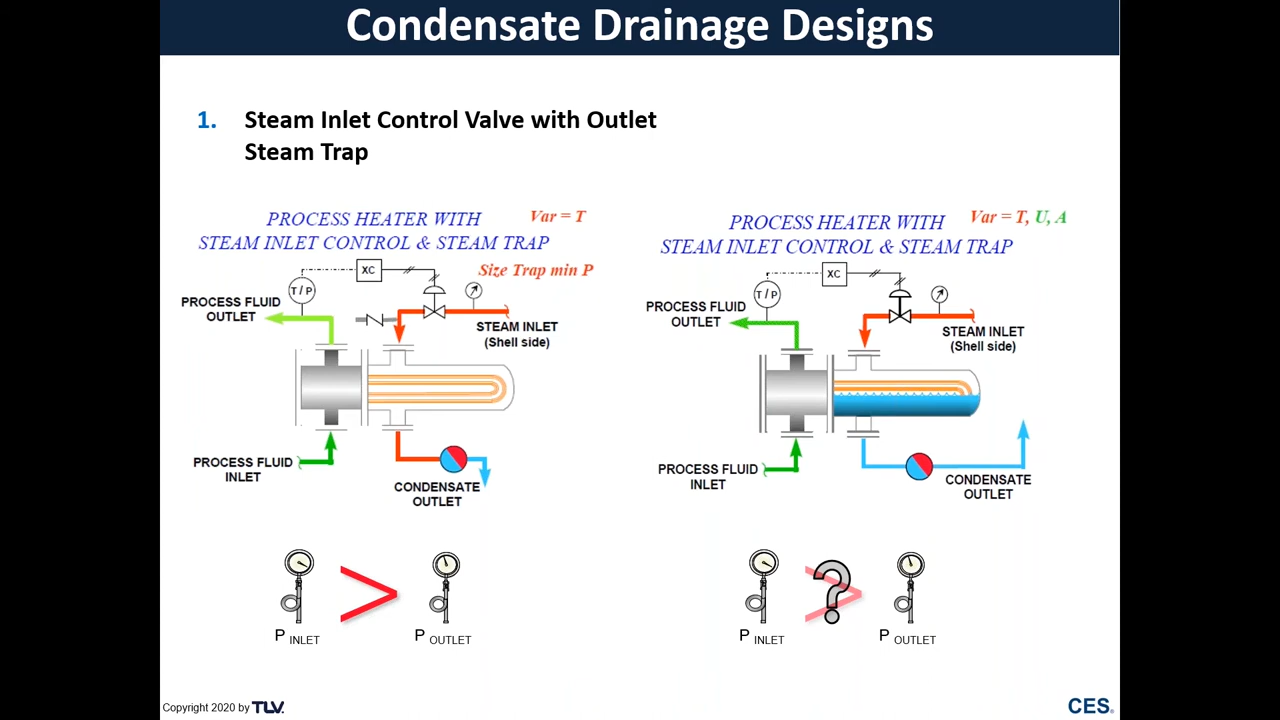 Condensate Drainage Designs
1. Steam Inlet Control Valve with Outlet
Steam Trap
PROCESS HEATER WITH
STEAM INLET CONTROL & STEAM TRAP
Var = T
Size Trap min P
XC
T / P
PROCESS FLUID
OUTLET
STEAM INLET
(Shell side)
PROCESS FLUID
INLET
CONDENSATE
OUTLET
P INLET
>
P OUTLET
PROCESS HEATER WITH
STEAM INLET CONTROL & STEAM TRAP
Var = T, U, A
XC
T / P
PROCESS FLUID
OUTLET
STEAM INLET
(Shell side)
PROCESS FLUID
INLET
CONDENSATE
OUTLET
P INLET
> ?
P OUTLET
Copyright 2020 by TLV.
CES®